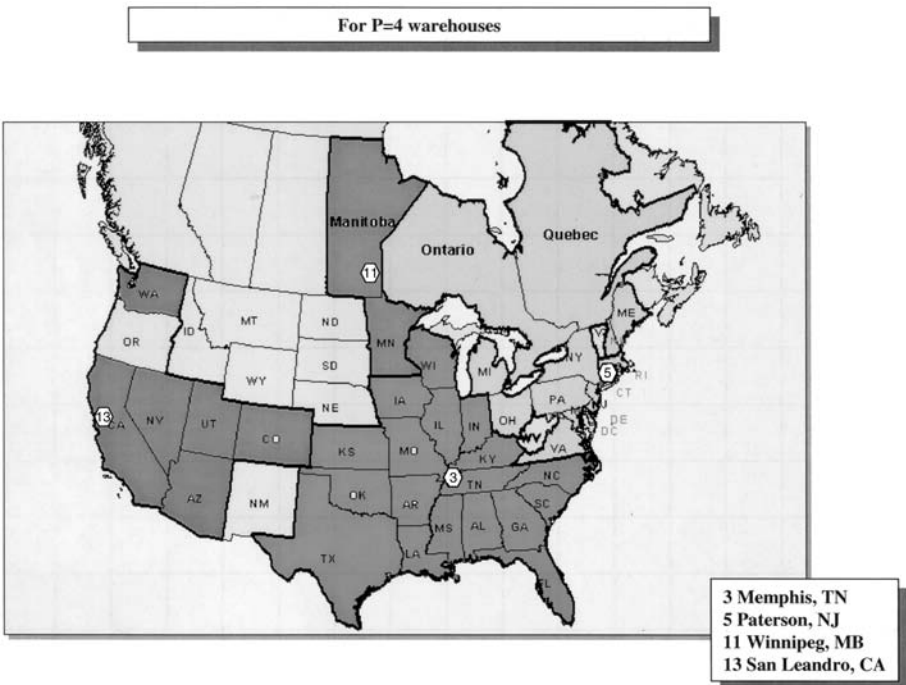 For P=4 warehouses
Manitoba
Ontario
Quebec
11
WA
MT
ND
MN
ME
OR
ID
SD
WI
MI
NY
5
RI
WY
CT
NE
IA
PA
NJ
13
CA
NV
UT
CO
IL
IN
OH
DE
DC
KS
MO
WV
VA
KY
3
TN
NC
AZ
NM
OK
AR
SC
MS
AL
GA
TX
LA
FL
3 Memphis, TN
5 Paterson, NJ
11 Winnipeg, MB
13 San Leandro, CA